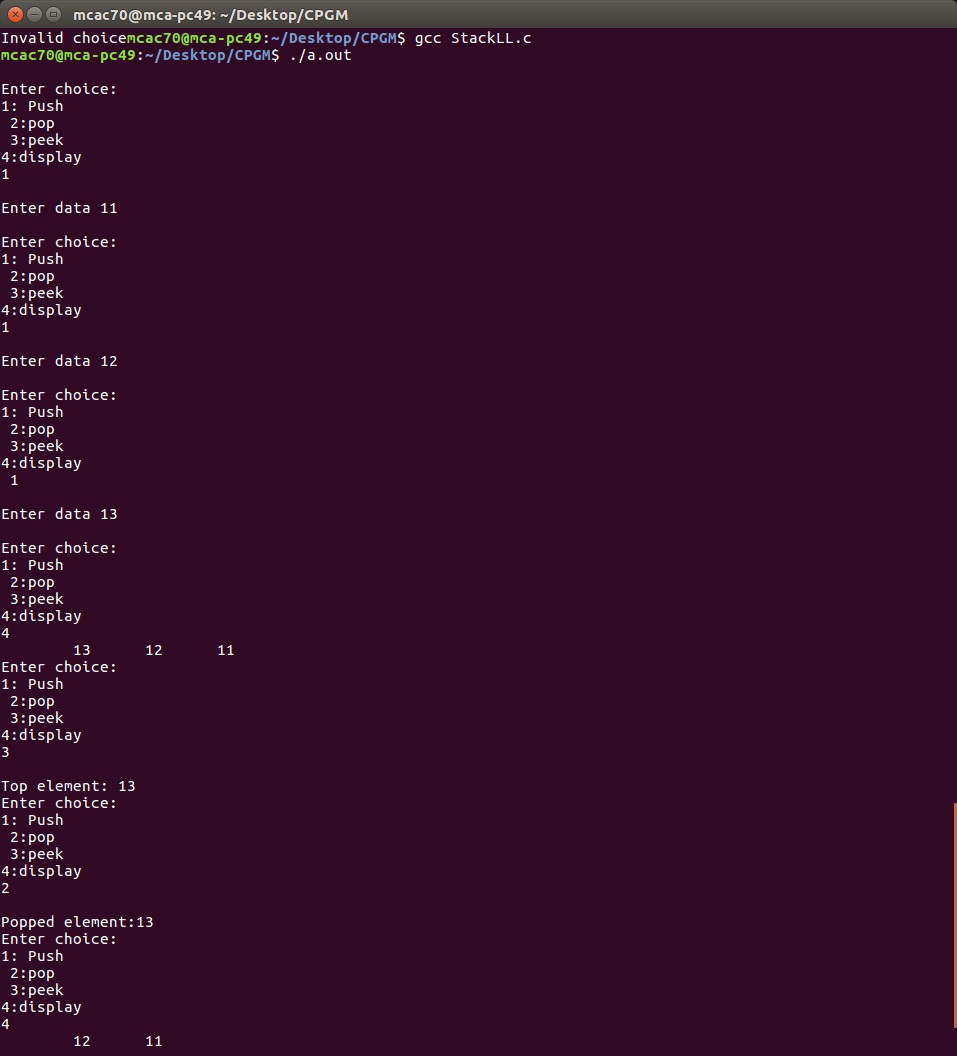 mcac70@mca-pc49: ~/Desktop/CPGM
Invalid choicemcac70@mca-pc49:~/Desktop/CPGM$ gcc StackLL.c
mcac70@mca-pc49:~/Desktop/CPGM$ ./a.out
Enter choice:
1: Push
 2:pop
 3:peek
4:display
1
Enter data 11
Enter choice:
1: Push
 2:pop
 3:peek
4:display
1
Enter data 12
Enter choice:
1: Push
 2:pop
 3:peek
4:display
 1
Enter data 13
Enter choice:
1: Push
 2:pop
 3:peek
4:display
4
        13      12      11
Enter choice:
1: Push
 2:pop
 3:peek
4:display
3
Top element: 13
Enter choice:
1: Push
 2:pop
 3:peek
4:display
2
Popped element:13
Enter choice:
1: Push
 2:pop
 3:peek
4:display
4
        12      11